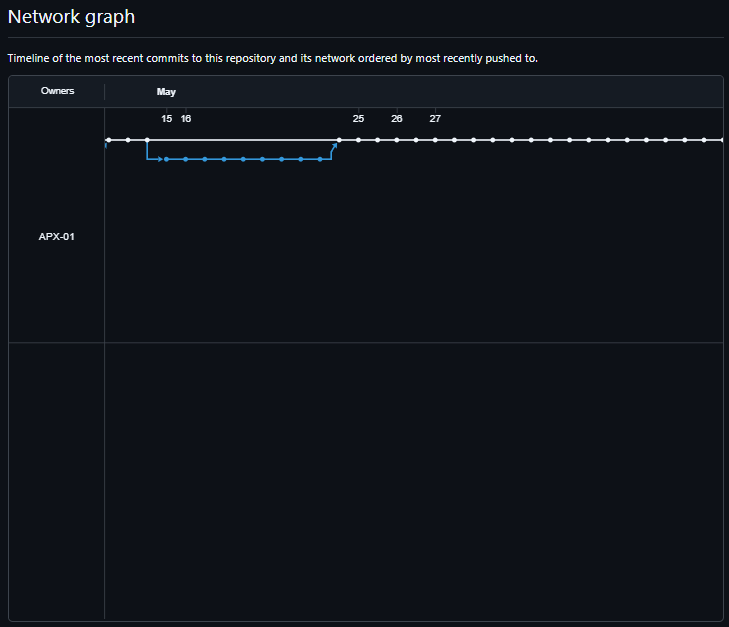 Network graph
Timeline of the most recent commits to this repository and its network ordered by most recently pushed to.
Owners May
15 16 25 26 27
APX-01